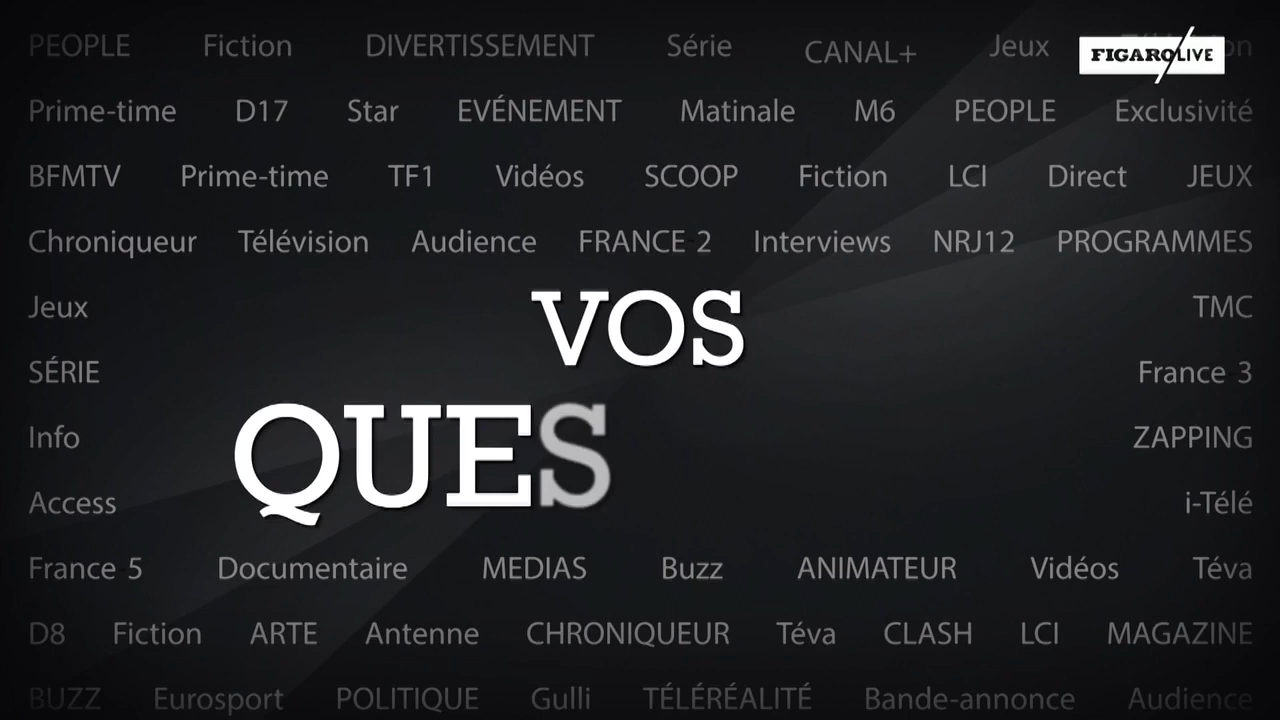 PEOPLE Fiction DIVERTISSEMENT Série CANAL+ Jeux
FIGAROLIVE
Prime-time D17 Star EVÉNEMENT Matinale M6 PEOPLE Exclusivité
BFMTV Prime-time TF1 Vidéos SCOOP Fiction LCI Direct JEUX
Chroniqueur Télévision Audience FRANCE-2 Interviews NRJ12 PROGRAMMES
Jeux VOS TMC
SÉRIE France 3
QUES
Info ZAPPING
Access i-Télé
France-5 Documentaire MEDIAS Buzz ANIMATEUR Vidéos Téva
D8 Fiction ARTE Antenne CHRONIQUEUR Téva CLASH LCI MAGAZINE
BUZZ Eurosport POLITIQUE Gulli TÉLÉRÉALITÉ Bande-annonce Audience